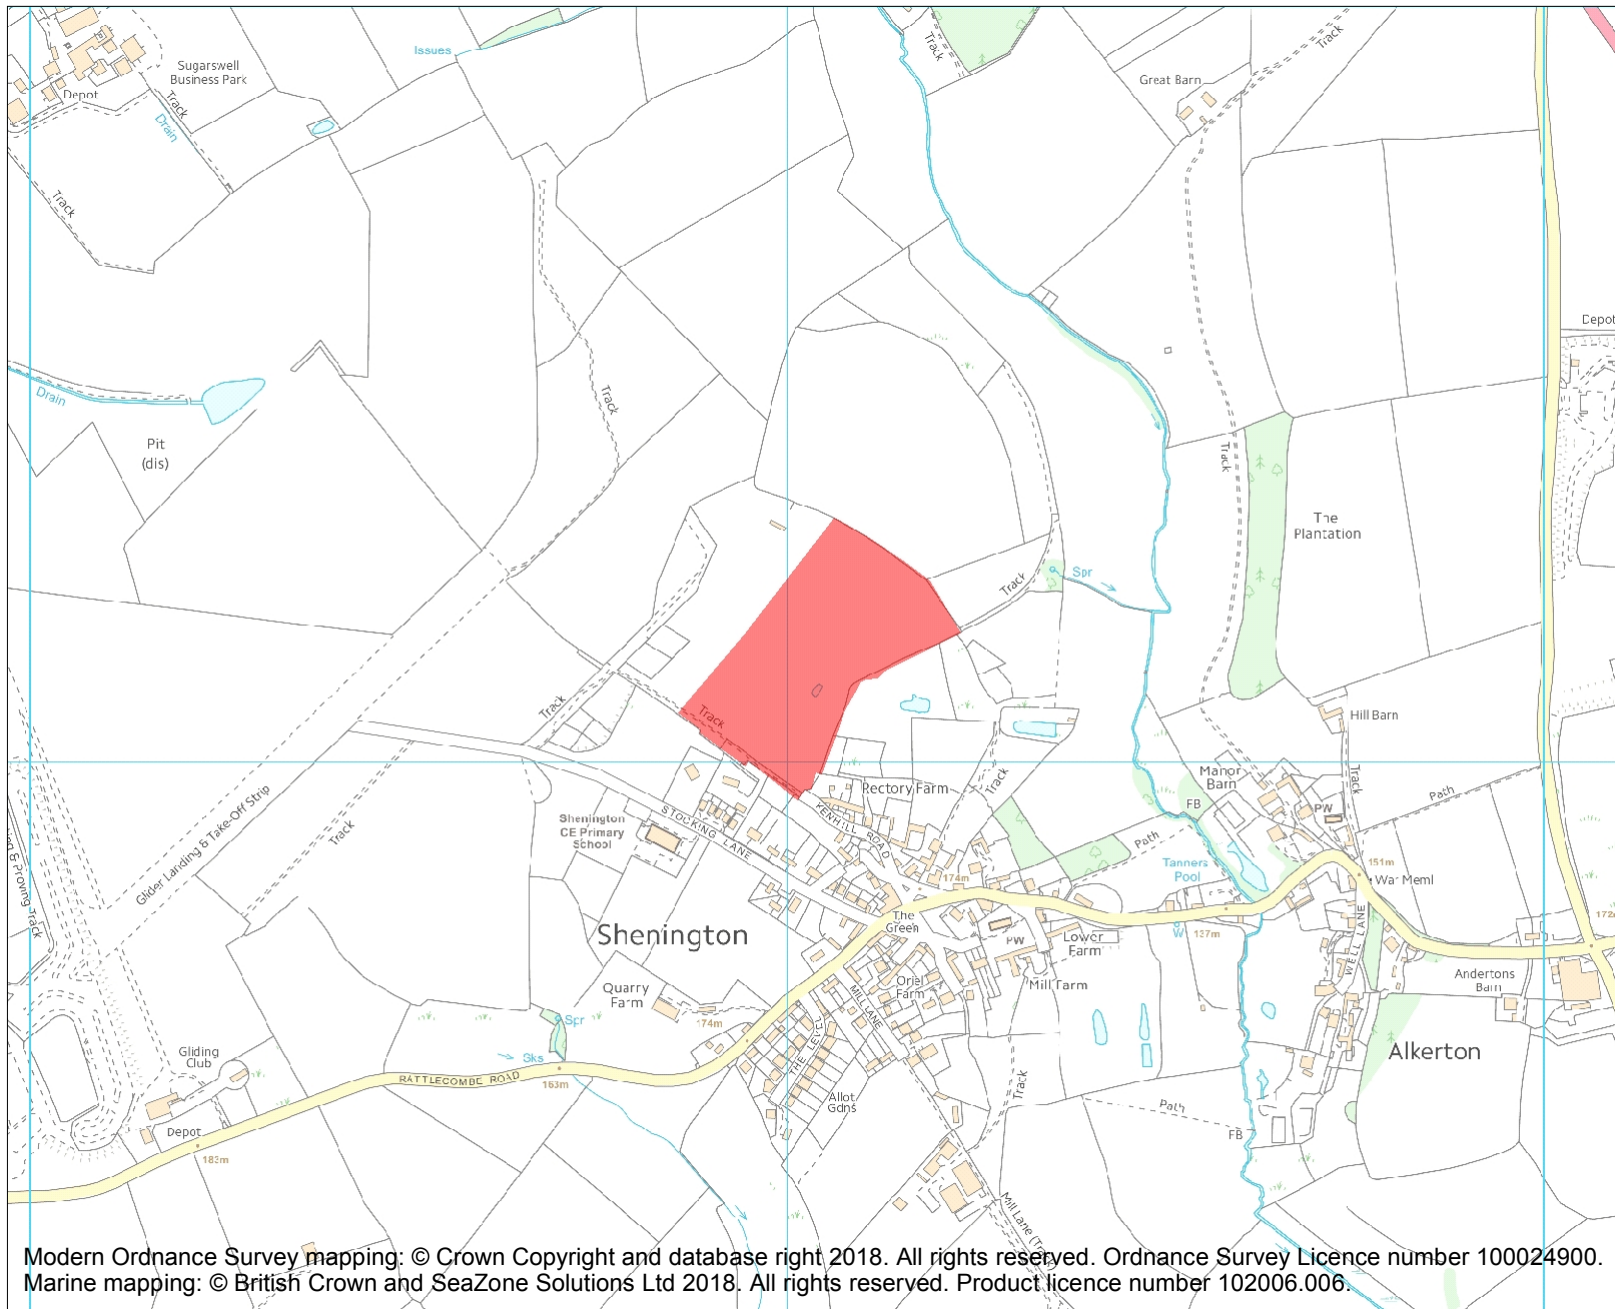 Issues
Track
Track
Sugarswell
Business Park
Depot
Track
Drain
Great Barn
Track
Depot
Drain
Track
Pit
(dis)
Track
The
Plantation
Spr
Track
Track
Track
Hill Barn
Manor
Barn
Track
Rectory Farm
Track
Path
FB
PW
Glider Landing & Take-Off Strip
Track
Shenington
CE Primary
School
STOCKING LANE
KENHILL ROAD
Path
Tanners
Pool
151m
War Meml
174m
The
Green
& Proving Track
Shenington
PW
Lower
Farm
W
137m
WELL LANE
172
Oriel
Farm
Mill Farm
Andertons
Barn
Quarry
Farm
174m
MILL LANE
THE LEVEL
Spr
Sks
Gliding
Club
RATTLECOMBE ROAD
163m
Alkerton
Allot
Gdns
Track
Path
FB
Depot
183m
Mill Lane (Track)
Modern Ordnance Survey mapping: © Crown Copyright and database right 2018. All rights reserved. Ordnance Survey Licence number 100024900.
Marine mapping: © British Crown and SeaZone Solutions Ltd 2018. All rights reserved. Product licence number 102006.006.